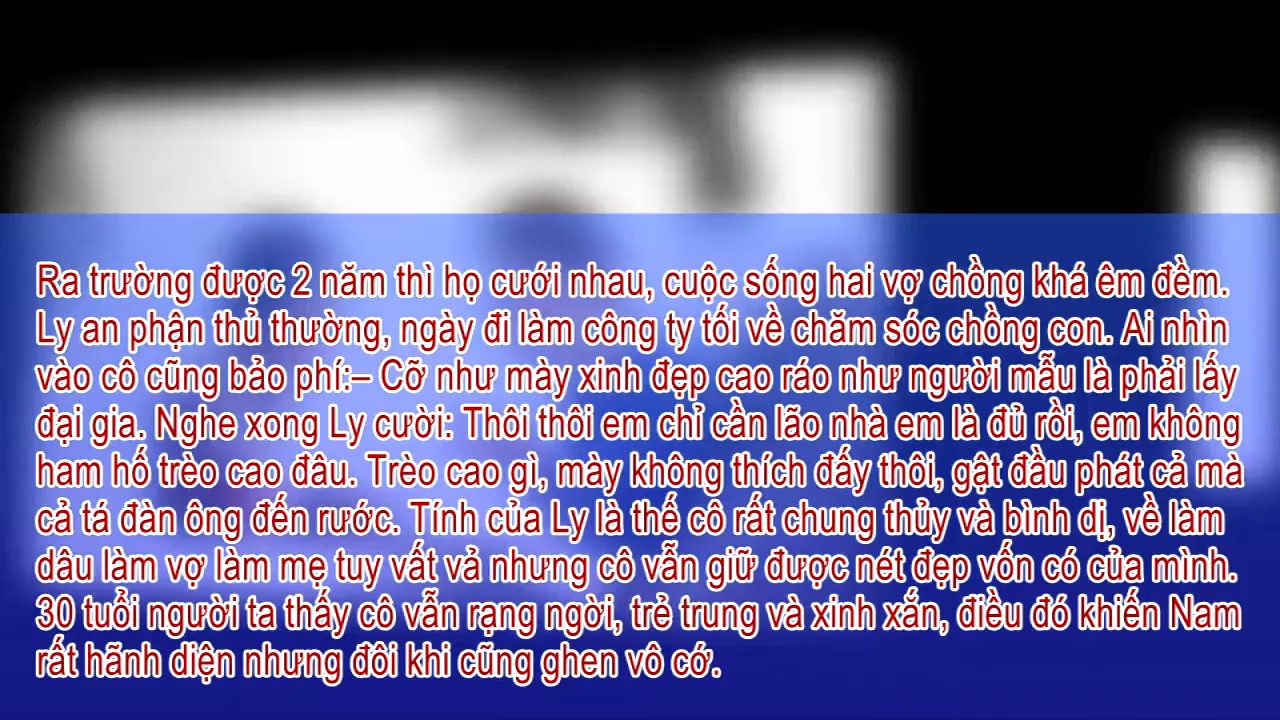 Ra trường được 2 năm thì họ cưới nhau, cuộc sống hai vợ chồng khá êm đềm.
Ly an phận thủ thường, ngày đi làm công ty tối về chăm sóc chồng con. Ai nhìn
vào cô cũng bảo phí:– Cỡ như mày xinh đẹp cao ráo như người mẫu là phải lấy
đại gia. Nghe xong Ly cười: Thôi thôi em chỉ cần lão nhà em là đủ rồi, em không
ham hố trèo cao đâu. Trèo cao gì, mày không thích đấy thôi, gật đầu phát cả mà
cả tá đàn ông đến rước. Tính của Ly là thế cô rất chung thủy và bình dị, về làm
dâu làm vợ làm mẹ tuy vất vả nhưng cô vẫn giữ được nét đẹp vốn có của mình.
30 tuổi người ta thấy cô vẫn rạng ngời, trẻ trung và xinh xắn, điều đó khiến Nam
rất hãnh diện nhưng đôi khi cũng ghen vô cớ.